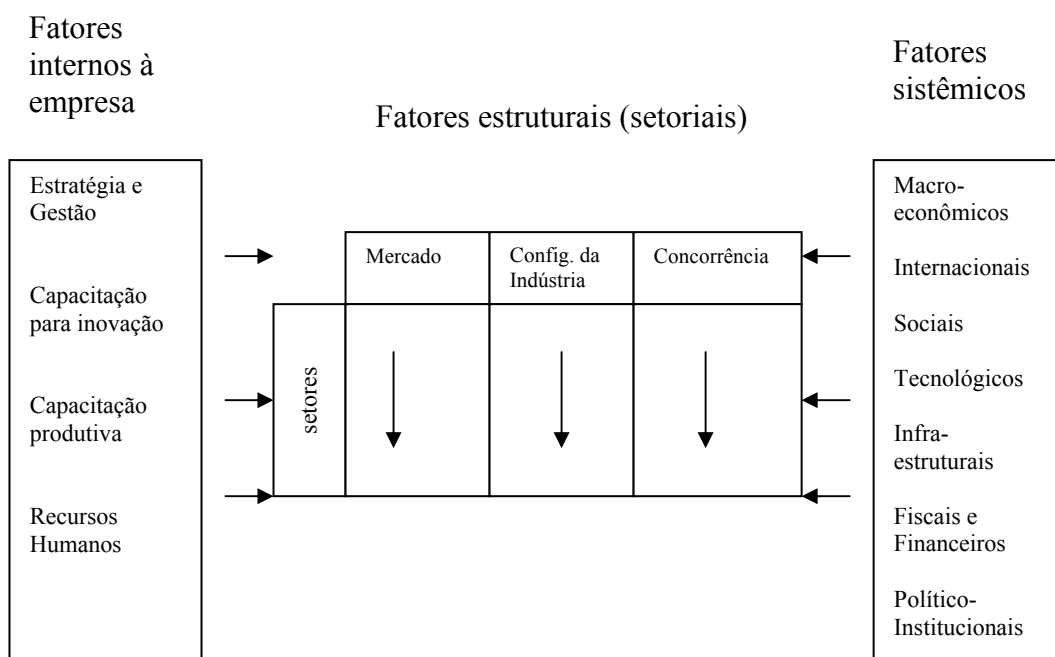 Fatores
internos à
empresa
Fatores
sistêmicos
Fatores estruturais (setoriais)
Estratégia e
Gestão
Capacitação
para inovação
Capacitação
produtiva
Recursos
Humanos
Mercado
Config. da
Indústria
Concorrência
setores
Macro-
econômicos
Internacionais
Sociais
Tecnológicos
Infra-
estruturais
Fiscais e
Financeiros
Político-
Institucionais